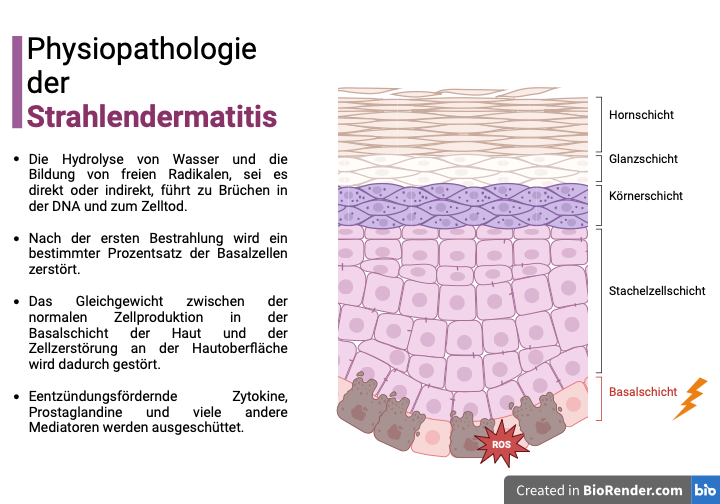 Physiopathologie
der
Strahlendermatitis
• Die Hydrolyse von Wasser und die
Bildung von freien Radikalen, sei es
direkt oder indirekt, führt zu Brüchen in
der DNA und zum Zelltod.
• Nach der ersten Bestrahlung wird ein
bestimmter Prozentsatz der Basalzellen
zerstört.
• Das Gleichgewicht zwischen der
normalen Zellproduktion in der
Basalschicht der Haut und der
Zellzerstörung an der Hautoberfläche
wird dadurch gestört.
• Eentzündungsfördernde Zytokine,
Prostaglandine und viele andere
Mediatoren werden ausgeschüttet.
Hornschicht
Glanzschicht
Körnerschicht
Stachelzellschicht
Basalschicht
ROS
Created in BioRender.com bio